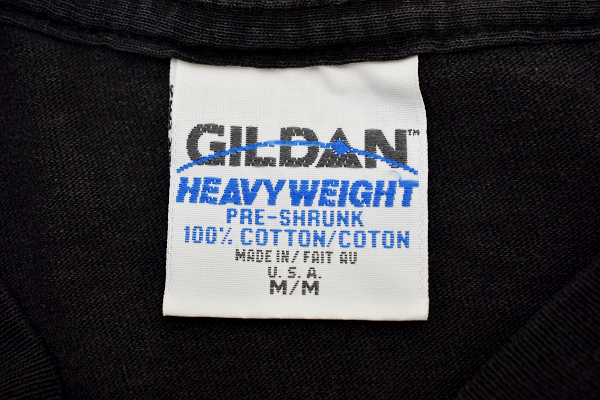 GILDAN™
HEAVYWEIGHT
PRE-SHRUNK
100% COTTON/COTON
MADE IN/FAIT AU
U.S.A.
M/M